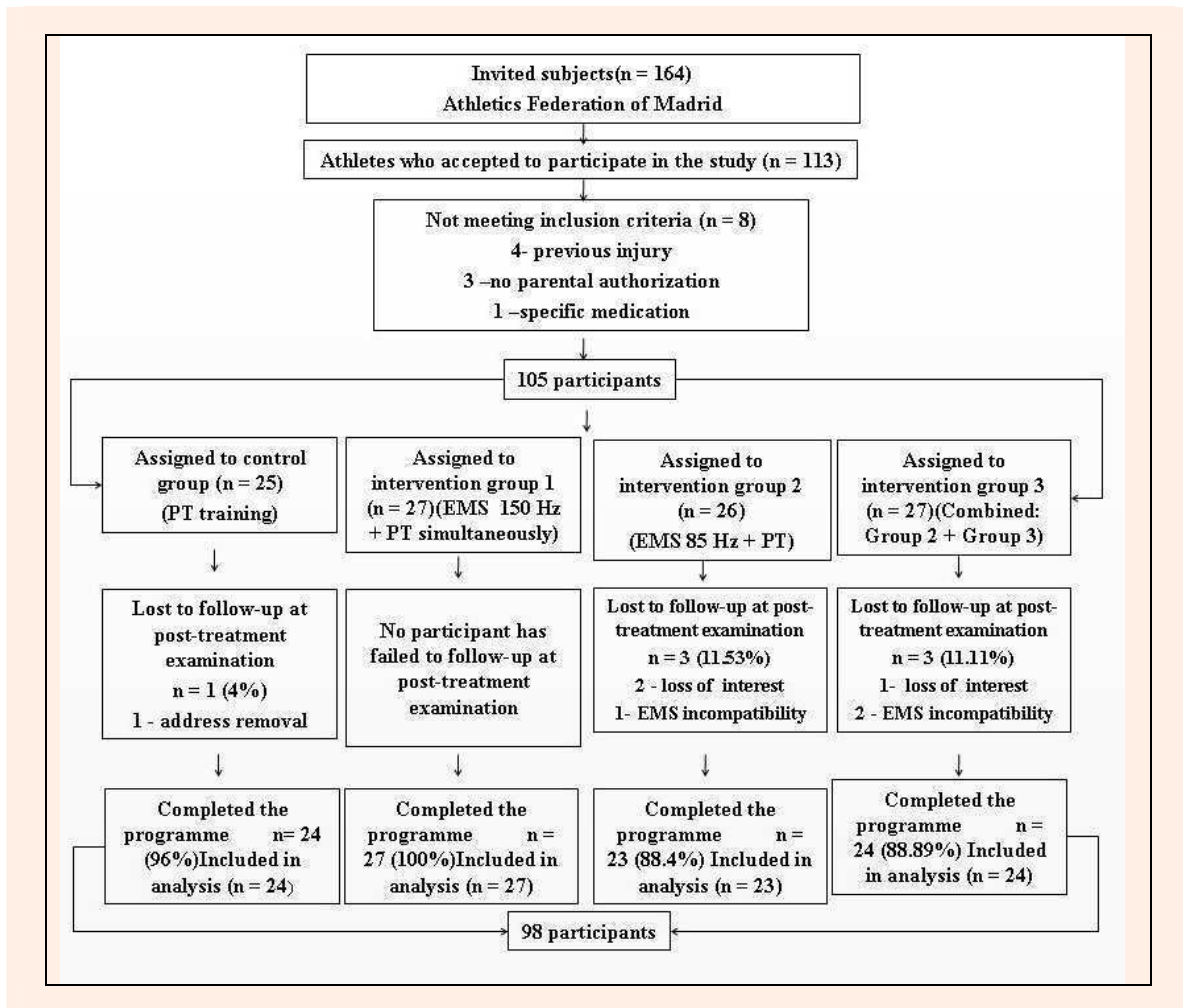 Invited subjects(n = 164)
Athletics Federation of Madrid
Athletes who accepted to participate in the study (n = 113)
Not meeting inclusion criteria (n = 8)
4- previous injury
3 –no parental authorization
1 –specific medication
105 participants
Assigned to control
group (n = 25)
(PT training)
Assigned to
intervention group 1
(n = 27)(EMS 150 Hz
+ PT simultaneously)
Assigned to
intervention group 2
(n = 26)
(EMS 85 Hz + PT)
Assigned to
intervention group 3
(n = 27)(Combined:
Group 2 + Group 3)
Lost to follow-up at
post-treatment
examination
n = 1 (4%)
1 - address removal
No participant has
failed to follow-up at
post-treatment
examination
Lost to follow-up at post-
treatment examination
n = 3 (11.53%)
2 - loss of interest
1- EMS incompatibility
Lost to follow-up at post-
treatment examination
n = 3 (11.11%)
1- loss of interest
2 - EMS incompatibility
Completed the
programme n= 24
(96%)Included in
analysis (n = 24)
Completed the
programme n =
27 (100%)Included in
analysis (n = 27)
Completed the
programme n =
23 (88.4%) Included in
analysis (n = 23)
Completed the
programme n =
24 (88.89%) Included
in analysis (n = 24)
98 participants